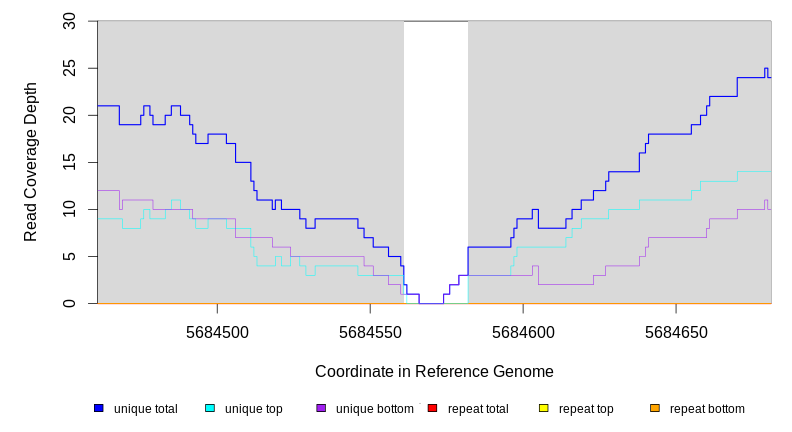 30
25
20
15
10
5
0
Read Coverage Depth
5684500 5684550 5684600 5684650
Coordinate in Reference Genome
unique total unique top unique bottom repeat total repeat top repeat bottom